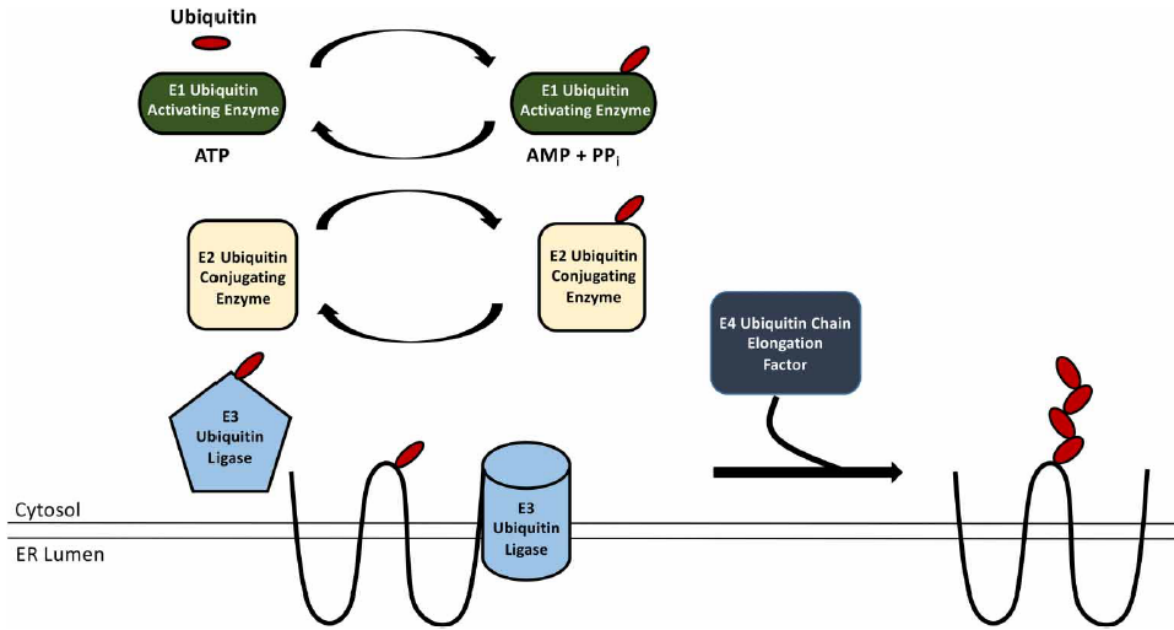 Ubiquitin
E1 Ubiquitin
Activating Enzyme
ATP
E1 Ubiquitin
Activating Enzyme
AMP + PPi
E2 Ubiquitin
Conjugating
Enzyme
E2 Ubiquitin
Conjugating
Enzyme
E4 Ubiquitin Chain
Elongation
Factor
E3
Ubiquitin
Ligase
E3
Ubiquitin
Ligase
Cytosol
ER Lumen